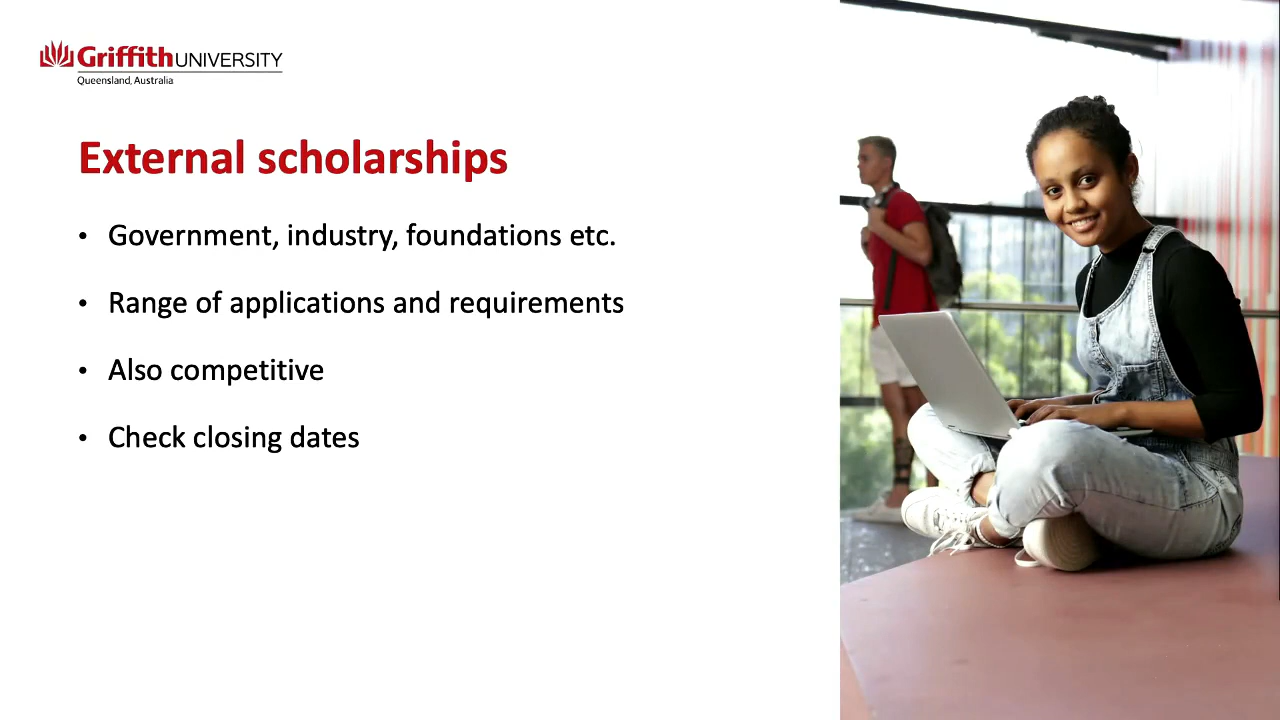 Griffith UNIVERSITY
Queensland, Australia
External scholarships
• Government, industry, foundations etc.
• Range of applications and requirements
• Also competitive
• Check closing dates